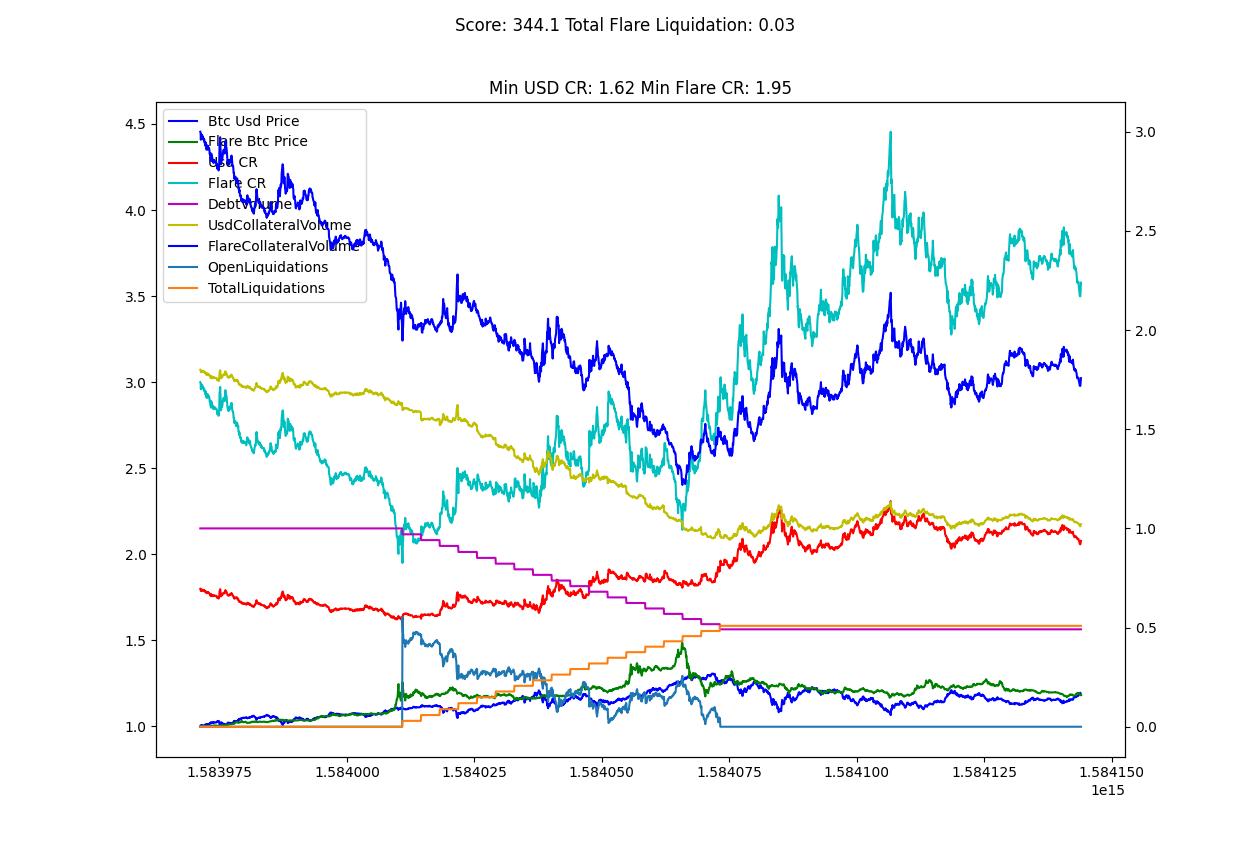 Score: 344.1 Total Flare Liquidation: 0.03
Min USD CR: 1.62 Min Flare CR: 1.95
Btc Usd Price
Flare Btc Price
Usd CR
Flare CR
DebtVolume
UsdCollateralVolume
FlareCollateralVolume
OpenLiquidations
TotalLiquidations
4.5
4.0
3.5
3.0
2.5
2.0
1.5
1.0
3.0
2.5
2.0
1.5
1.0
0.5
0.0
1.583975 1.584000 1.584025 1.584050 1.584075 1.584100 1.584125 1.584150
1e15